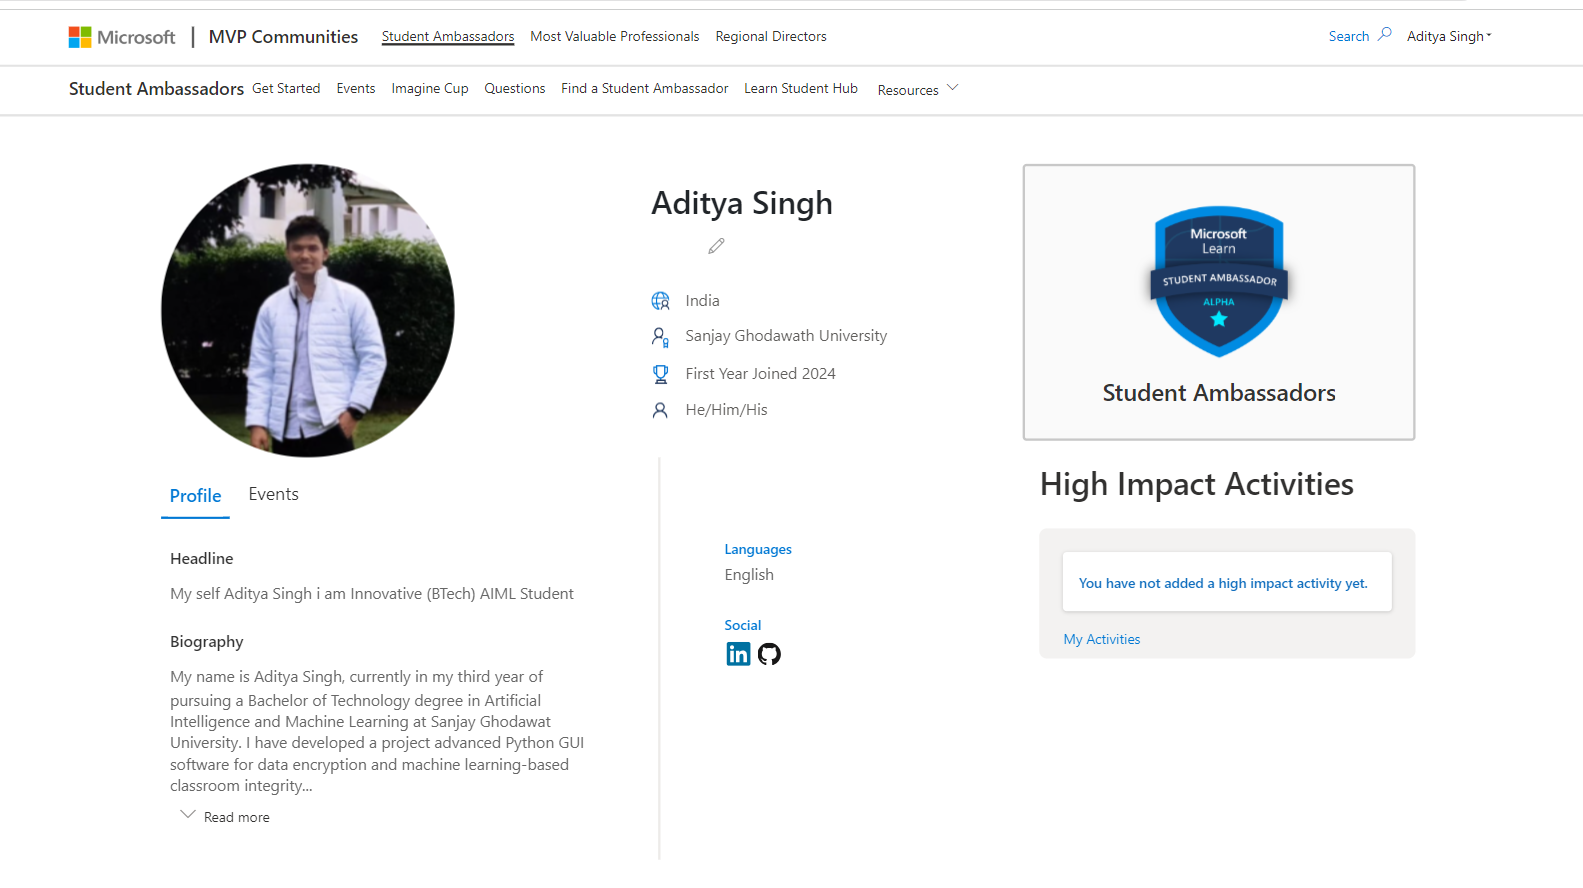 Microsoft | MVP Communities Student Ambassadors Most Valuable Professionals Regional Directors Search Aditya Singh
Student Ambassadors Get Started Events Imagine Cup Questions Find a Student Ambassador Learn Student Hub Resources
Aditya Singh
India
Sanjay Ghodawath University
First Year Joined 2024
He/Him/His
Microsoft
Learn
STUDENT AMBASSADOR
ALPHA
Student Ambassadors
Profile Events
Headline
My self Aditya Singh i am Innovative (BTech) AIML Student
Biography
My name is Aditya Singh, currently in my third year of
pursuing a Bachelor of Technology degree in Artificial
Intelligence and Machine Learning at Sanjay Ghodawat
University. I have developed a project advanced Python GUI
software for data encryption and machine learning-based
classroom integrity...
Read more
Languages
English
Social
in
High Impact Activities
You have not added a high impact activity yet.
My Activities